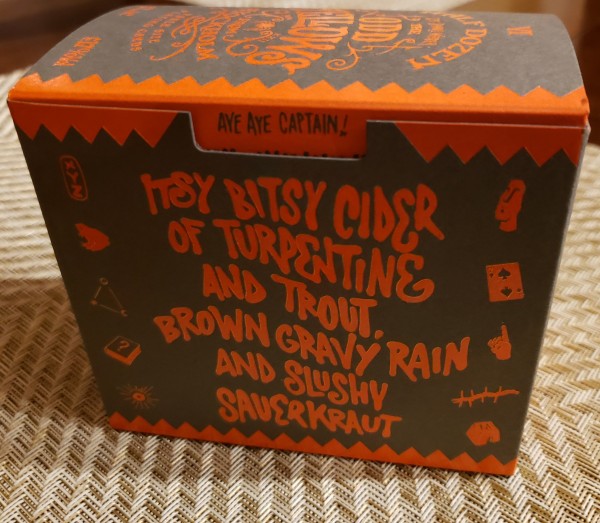 AYE AYE CAPTAIN!
ITSY BITSY CIDER
OF TURPENTINE
AND TROUT,
BROWN GRAVY RAIN
AND SLUSHY
SAUERKRAUT